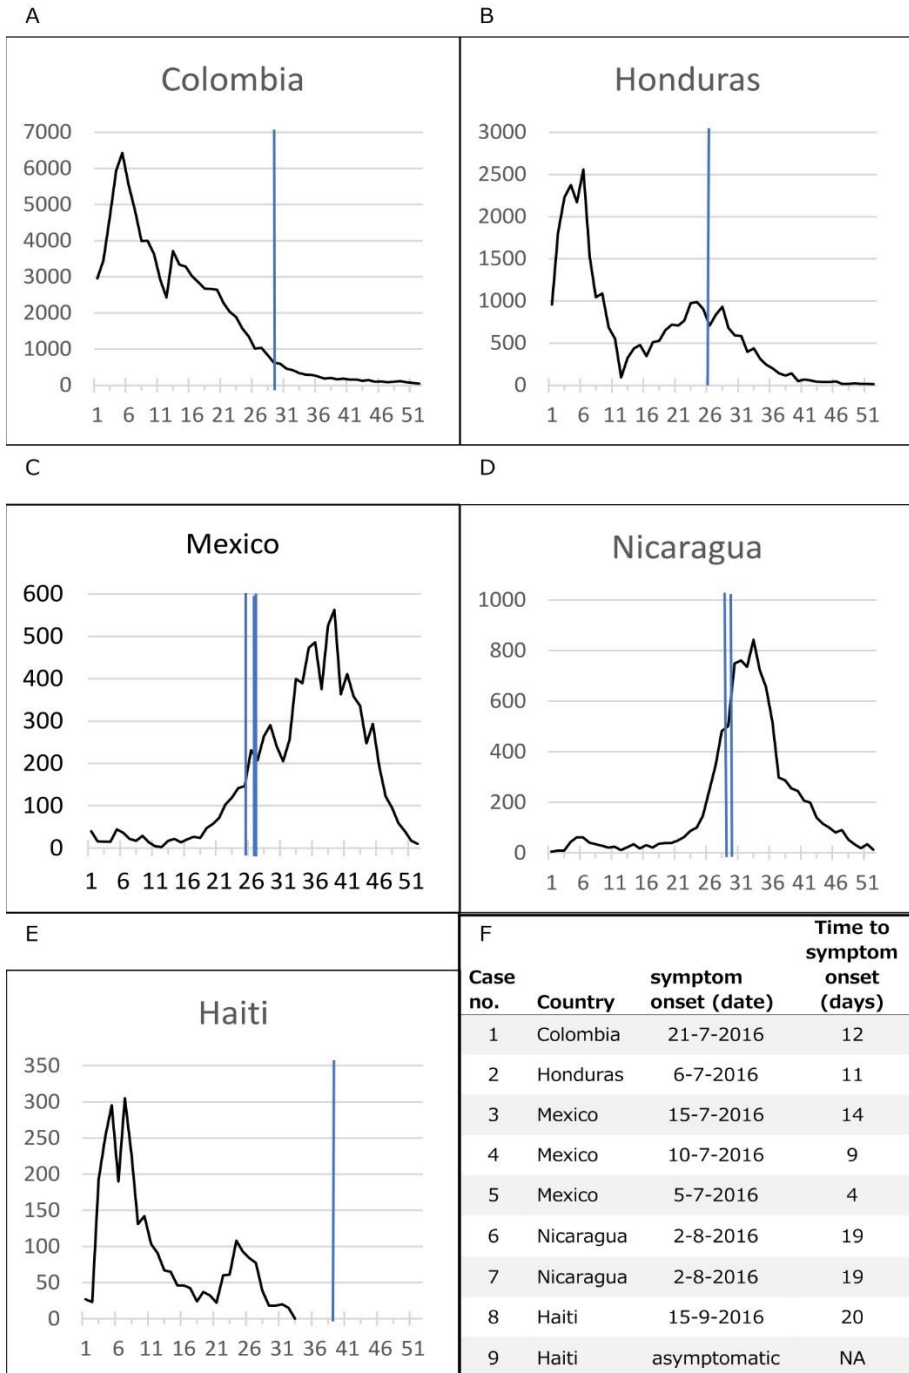 A
B
Colombia
7000
6000
5000
4000
3000
2000
1000
0
1 6 11 16 21 26 31 36 41 46 51
Honduras
3000
2500
2000
1500
1000
500
0
1 6 11 16 21 26 31 36 41 46 51
C
D
Mexico
600
500
400
300
200
100
0
1 6 11 16 21 26 31 36 41 46 51
Nicaragua
1000
800
600
400
200
0
1 6 11 16 21 26 31 36 41 46 51
E
Haiti
350
300
250
200
150
100
50
0
1 6 11 16 21 26 31 36 41 46 51
F
Case no. Country symptom onset (date) Time to symptom onset (days)
1 Colombia 21-7-2016 12
2 Honduras 6-7-2016 11
3 Mexico 15-7-2016 14
4 Mexico 10-7-2016 9
5 Mexico 5-7-2016 4
6 Nicaragua 2-8-2016 19
7 Nicaragua 2-8-2016 19
8 Haiti 15-9-2016 20
9 Haiti asymptomatic NA